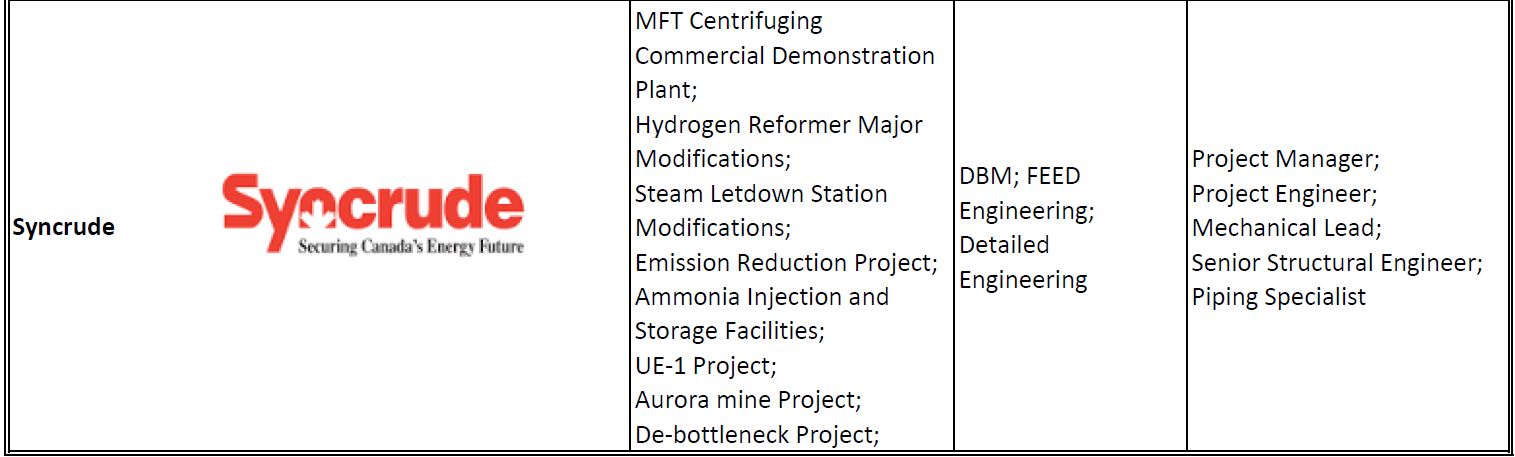 Syncrude
Syncrude
Securing Canada's Energy Future
MFT Centrifuging
Commercial Demonstration
Plant;
Hydrogen Reformer Major
Modifications;
Steam Letdown Station
Modifications;
Emission Reduction Project;
Ammonia Injection and
Storage Facilities;
UE-1 Project;
Aurora mine Project;
De-bottleneck Project;
DBM; FEED
Engineering;
Detailed
Engineering
Project Manager;
Project Engineer;
Mechanical Lead;
Senior Structural Engineer;
Piping Specialist